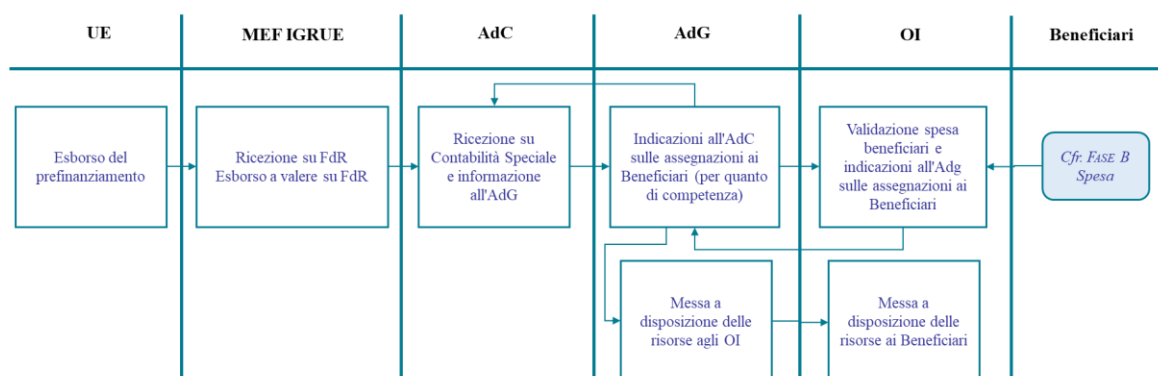 UE
MEF IGRUE
AdC
AdG
OI
Beneficiari
Esborso del
prefinanziamento
Ricezione su FdR
Esborso a valere su FdR
Ricezione su
Contabilità Speciale
e informazione
all'AdG
Indicazioni all'AdC
sulle assegnazioni ai
Beneficiari (per quanto
di competenza)
Validazione spesa
beneficiari e
indicazioni all'Adg
sulle assegnazioni ai
Beneficiari
Cfr. FASE B
Spesa
Messa a
disposizione delle
risorse agli OI
Messa a
disposizione delle
risorse ai Beneficiari